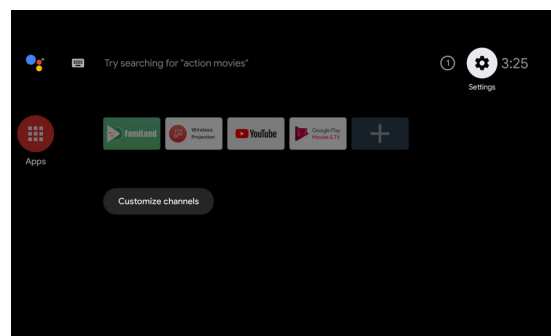 Try searching for "action movies"
1
3:25
Settings
Apps
FamiLand
Wireless
Projection
YouTube
Google Play
Movies & TV
Customize channels